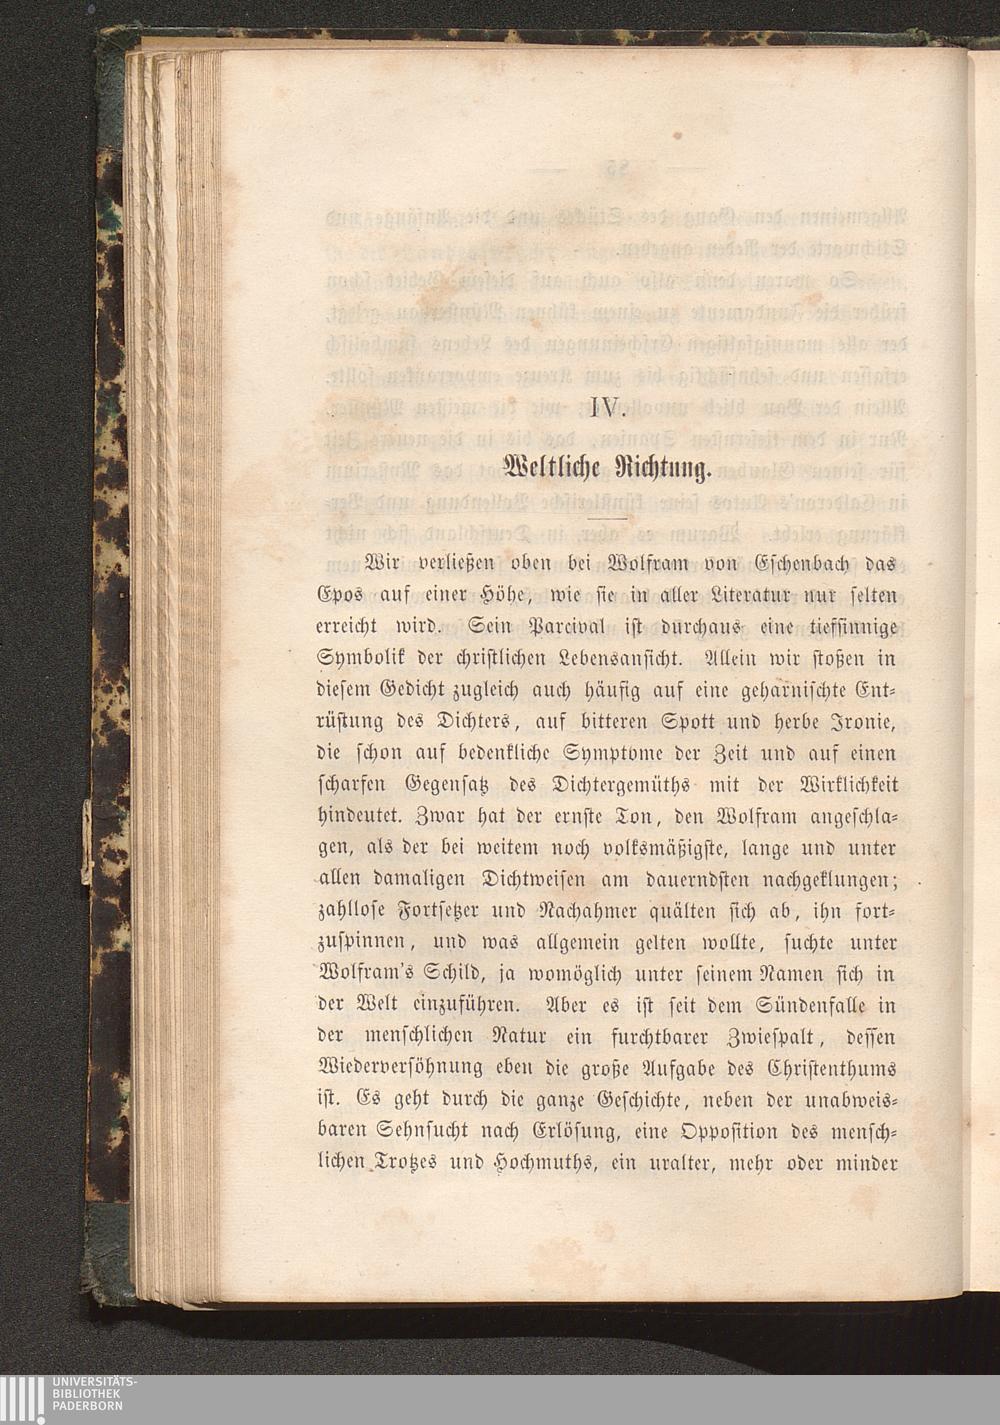 IV.
Weltliche Richtung.
Wir verließen oben bei Wolfram von Eschenbach das
Epos auf einer Höhe, wie sie in aller Literatur nur selten
erreicht wird. Sein Parcival ist durchaus eine tiefsinnige
Symbolik der christlichen Lebensansicht. Allein wir stoßen in
diesem Gedicht zugleich auch häufig auf eine geharnischte Ent-
rüstung des Dichters, auf bitteren Spott und herbe Ironie,
die schon auf bedenkliche Symptome der Zeit und auf einen
scharfen Gegensatz des Dichtergemüths mit der Wirklichkeit
hindeutet. Zwar hat der ernste Ton, den Wolfram angeschla-
gen, als der bei weitem noch volksmäßigste, lange und unter
allen damaligen Dichtweisen am dauerndsten nachgeklungen;
zahllose Fortsetzer und Nachahmer quälten sich ab, ihn fort-
zuspinnen, und was allgemein gelten wollte, suchte unter
Wolfram's Schild, ja womöglich unter seinem Namen sich in
der Welt einzuführen. Aber es ist seit dem Sündenfalle in
der menschlichen Natur ein furchtbarer Zwiespalt, dessen
Wiederversöhnung eben die große Aufgabe des Christenthums
ist. Es geht durch die ganze Geschichte, neben der unabweis-
baren Sehnsucht nach Erlösung, eine Opposition des mensch-
lichen Trotzes und Hochmuths, ein uralter, mehr oder minder
UNIVERSITÄTS-
BIBLIOTHEK
PADERBORN